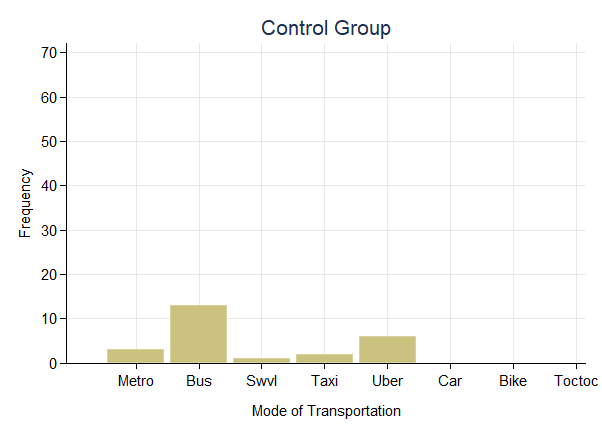 Control Group
Frequency
70
60
50
40
30
20
10
0
Metro Bus Swvl Taxi Uber Car Bike Toctoc
Mode of Transportation